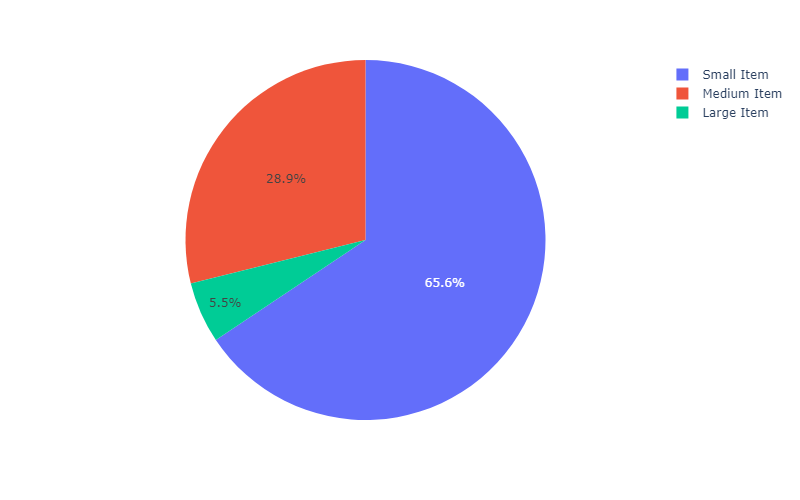 Small Item
Medium Item
Large Item
28.9%
65.6%
5.5%